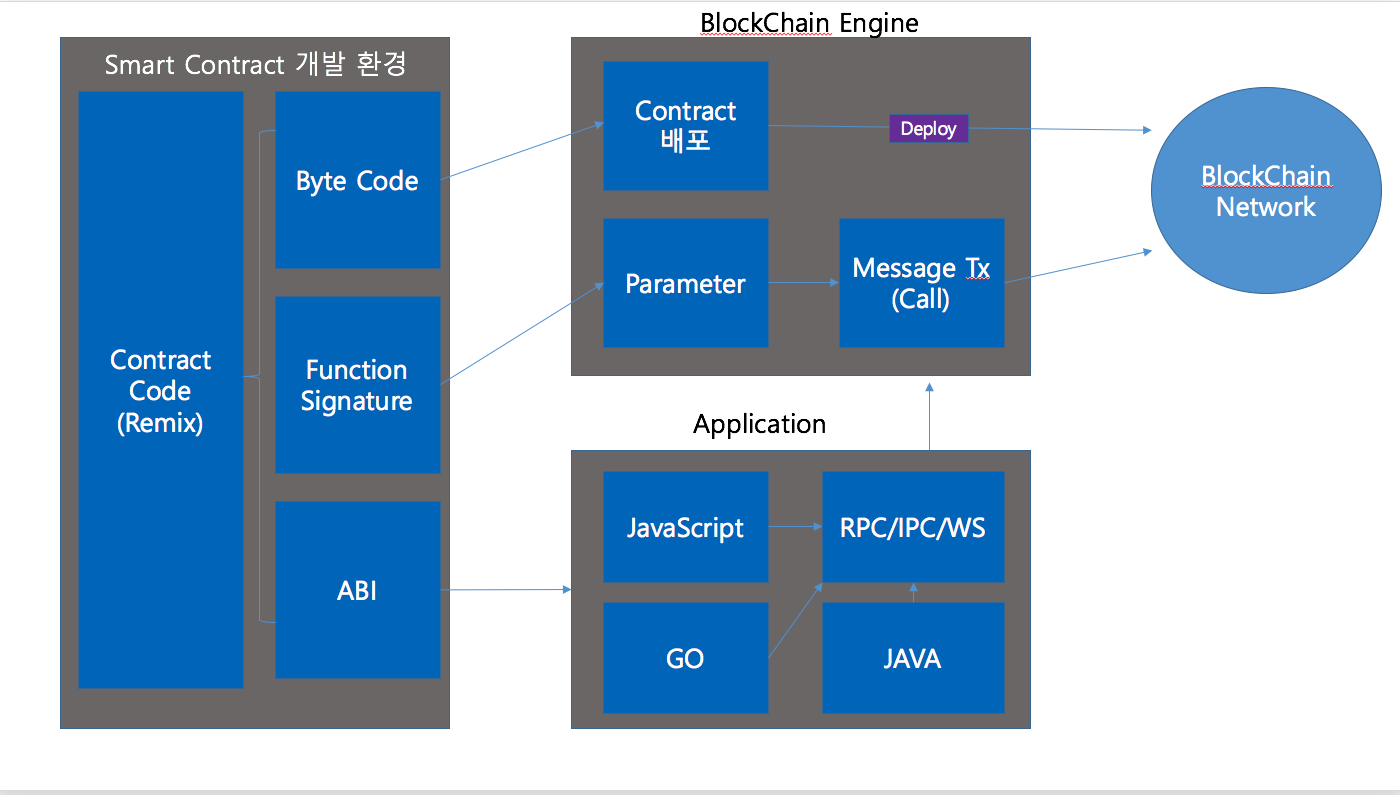 BlockChain Engine
Smart Contract 개발 환경
Contract
Code
(Remix)
Byte Code
Function
Signature
ABI
Contract
배포
Deploy
Parameter
Message Tx
(Call)
BlockChain
Network
Application
JavaScript
RPC/IPC/WS
GO
JAVA